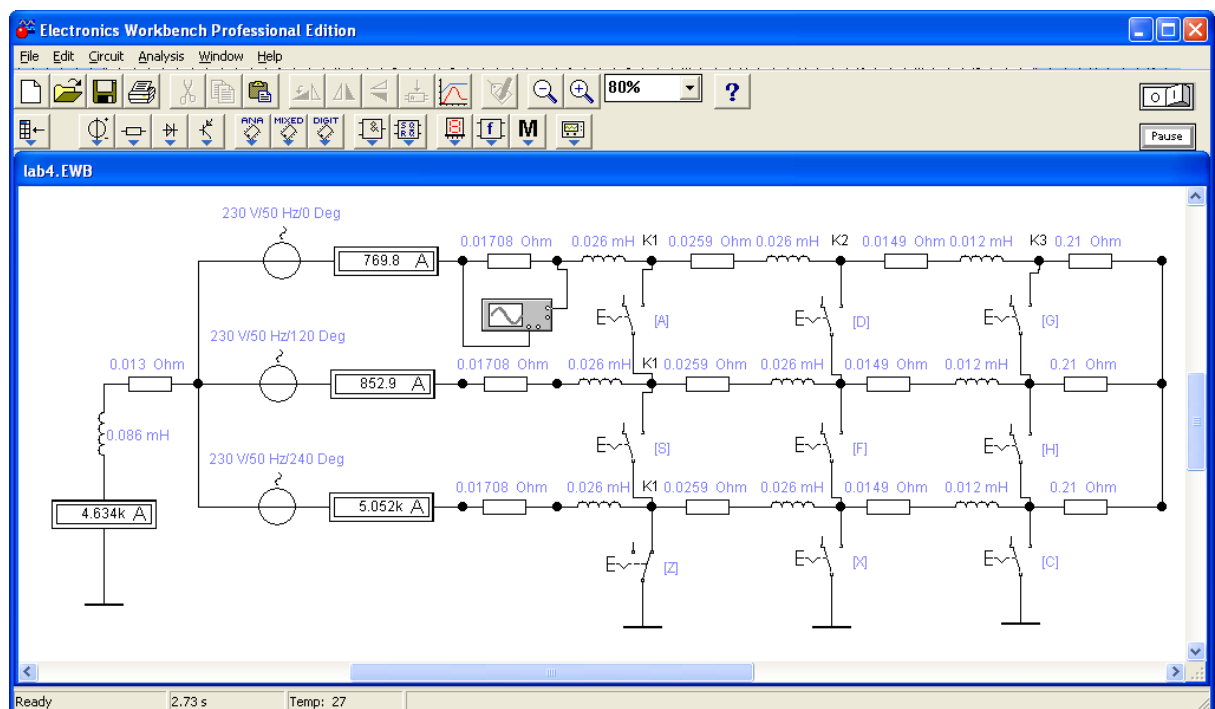 Electronics Workbench Professional Edition
File Edit Circuit Analysis Window Help
80%
?
ANA MIXED DIGIT
M
Pause
lab4.EWB
230 V/50 Hz/0 Deg
0.01708 Ohm 0.026 mH K1 0.0259 Ohm 0.026 mH K2 0.0149 Ohm 0.012 mH K3 0.21 Ohm
769.8 A
[A] [D] [G]
230 V/50 Hz/120 Deg
0.013 Ohm 0.01708 Ohm 0.026 mH K1 0.0259 Ohm 0.026 mH 0.0149 Ohm 0.012 mH 0.21 Ohm
852.9 A
0.086 mH
[S] [F] [H]
230 V/50 Hz/240 Deg
0.01708 Ohm 0.026 mH K1 0.0259 Ohm 0.026 mH 0.0149 Ohm 0.012 mH 0.21 Ohm
4.634k A 5.052k A
[Z] [X] [C]
Ready 2.73 s Temp: 27